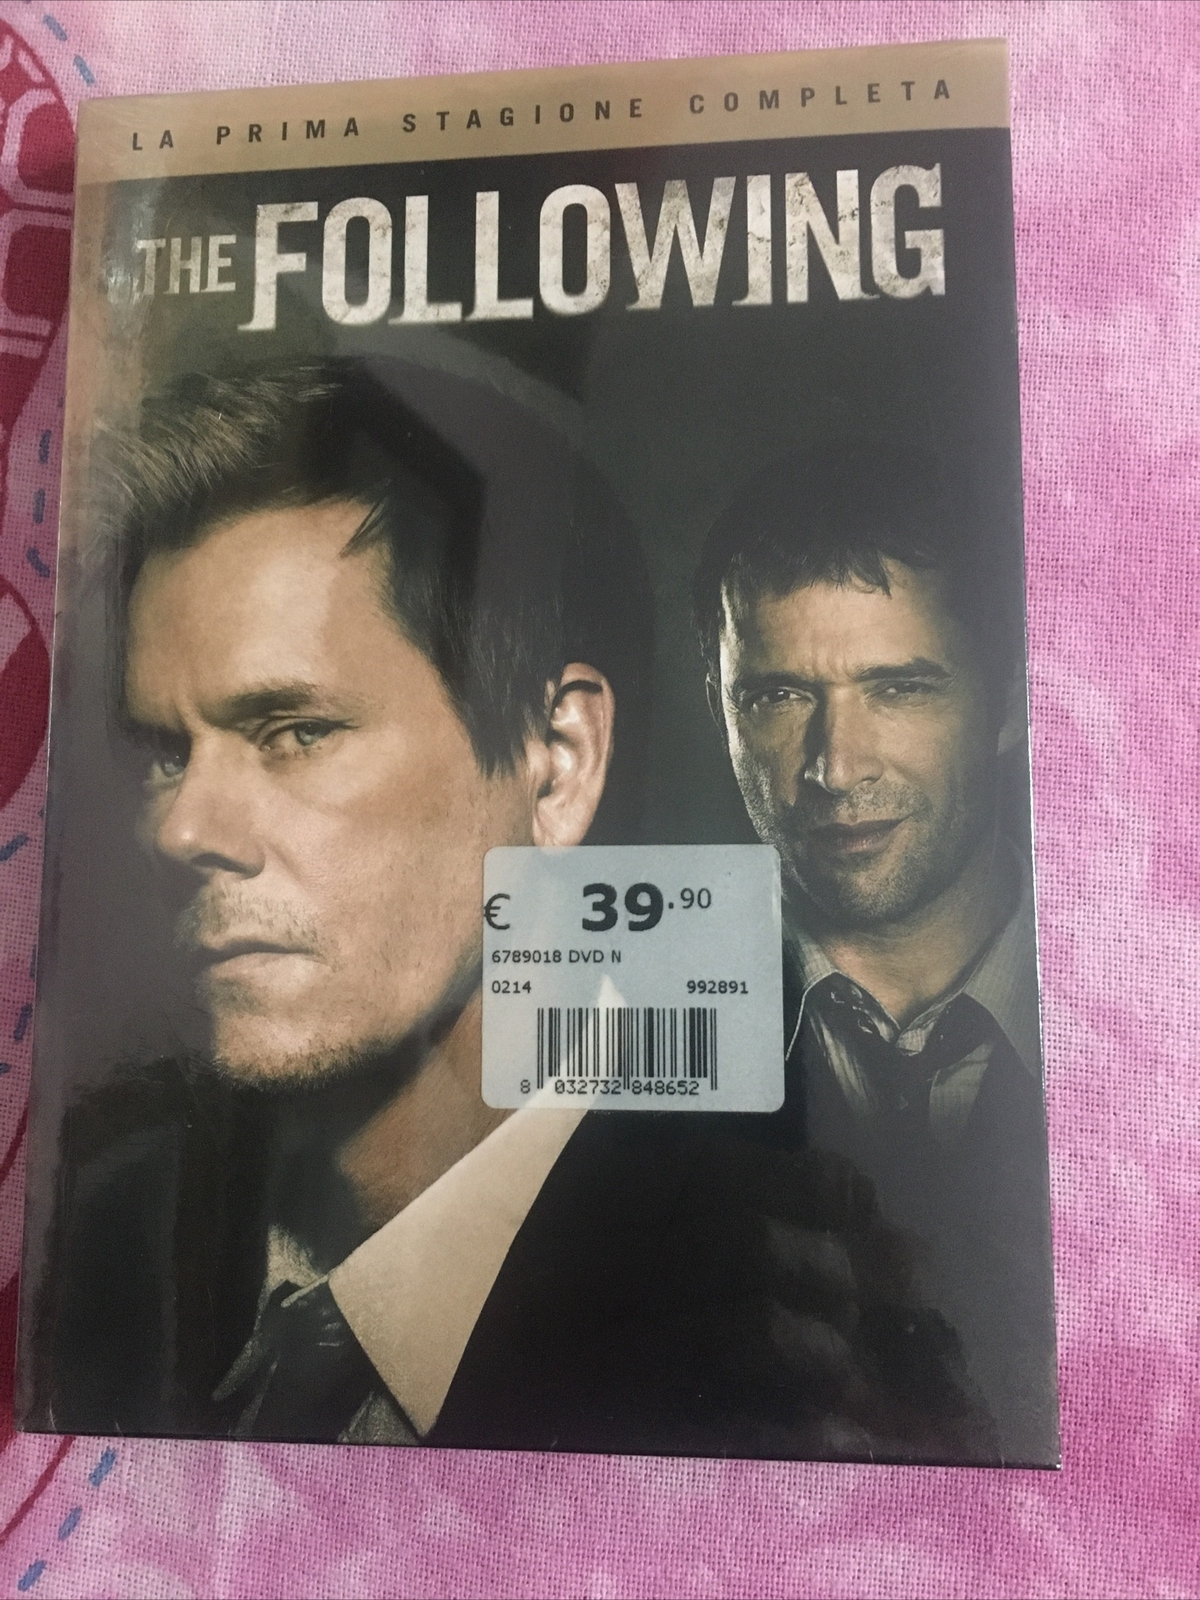 LA PRIMA STAGIONE COMPLETA
THE FOLLOWING
€ 39.90
6789018 DVD N
0214 992891
8 032732 848652